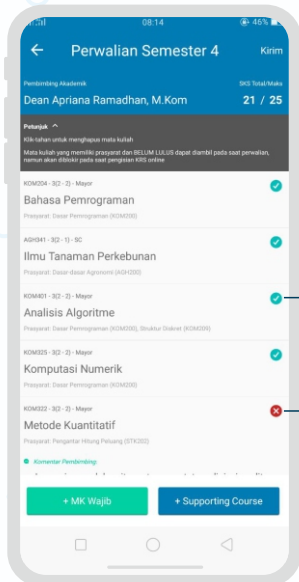 08:14
46%
Perwalian Semester 4
Kirim
Pembimbing Akademik
SKS Total/Maks
Dean Apriana Ramadhan, M.Kom
21 / 25
Petunjuk
Klik-tahan untuk menghapus mata kuliah
Mata kuliah yang memiliki prasyarat dan BELUM LULUS dapat diambil pada saat perwalian,
namun akan diblokir pada saat pengisian KRS online
KOM204 - 3(2 - 2) - Mayor
Bahasa Pemrograman
Prasyarat: Dasar Pemrograman (KOM200)
AGH341 - 3(2 - 1) - SC
Ilmu Tanaman Perkebunan
Prasyarat: Dasar-dasar Agronomi (AGH200)
KOM401 - 3(2 - 2) - Mayor
Analisis Algoritme
Prasyarat: Dasar Pemrograman (KOM200), Struktur Diskret (KOM209)
KOM325 - 3(2 - 2) - Mayor
Komputasi Numerik
Prasyarat: Dasar Pemrograman (KOM200)
KOM322 - 3(2 - 2) - Mayor
Metode Kuantitatif
Prasyarat: Pengantar Hitung Peluang (STK202)
Komentar Pembimbing
+ MK Wajib
+ Supporting Course